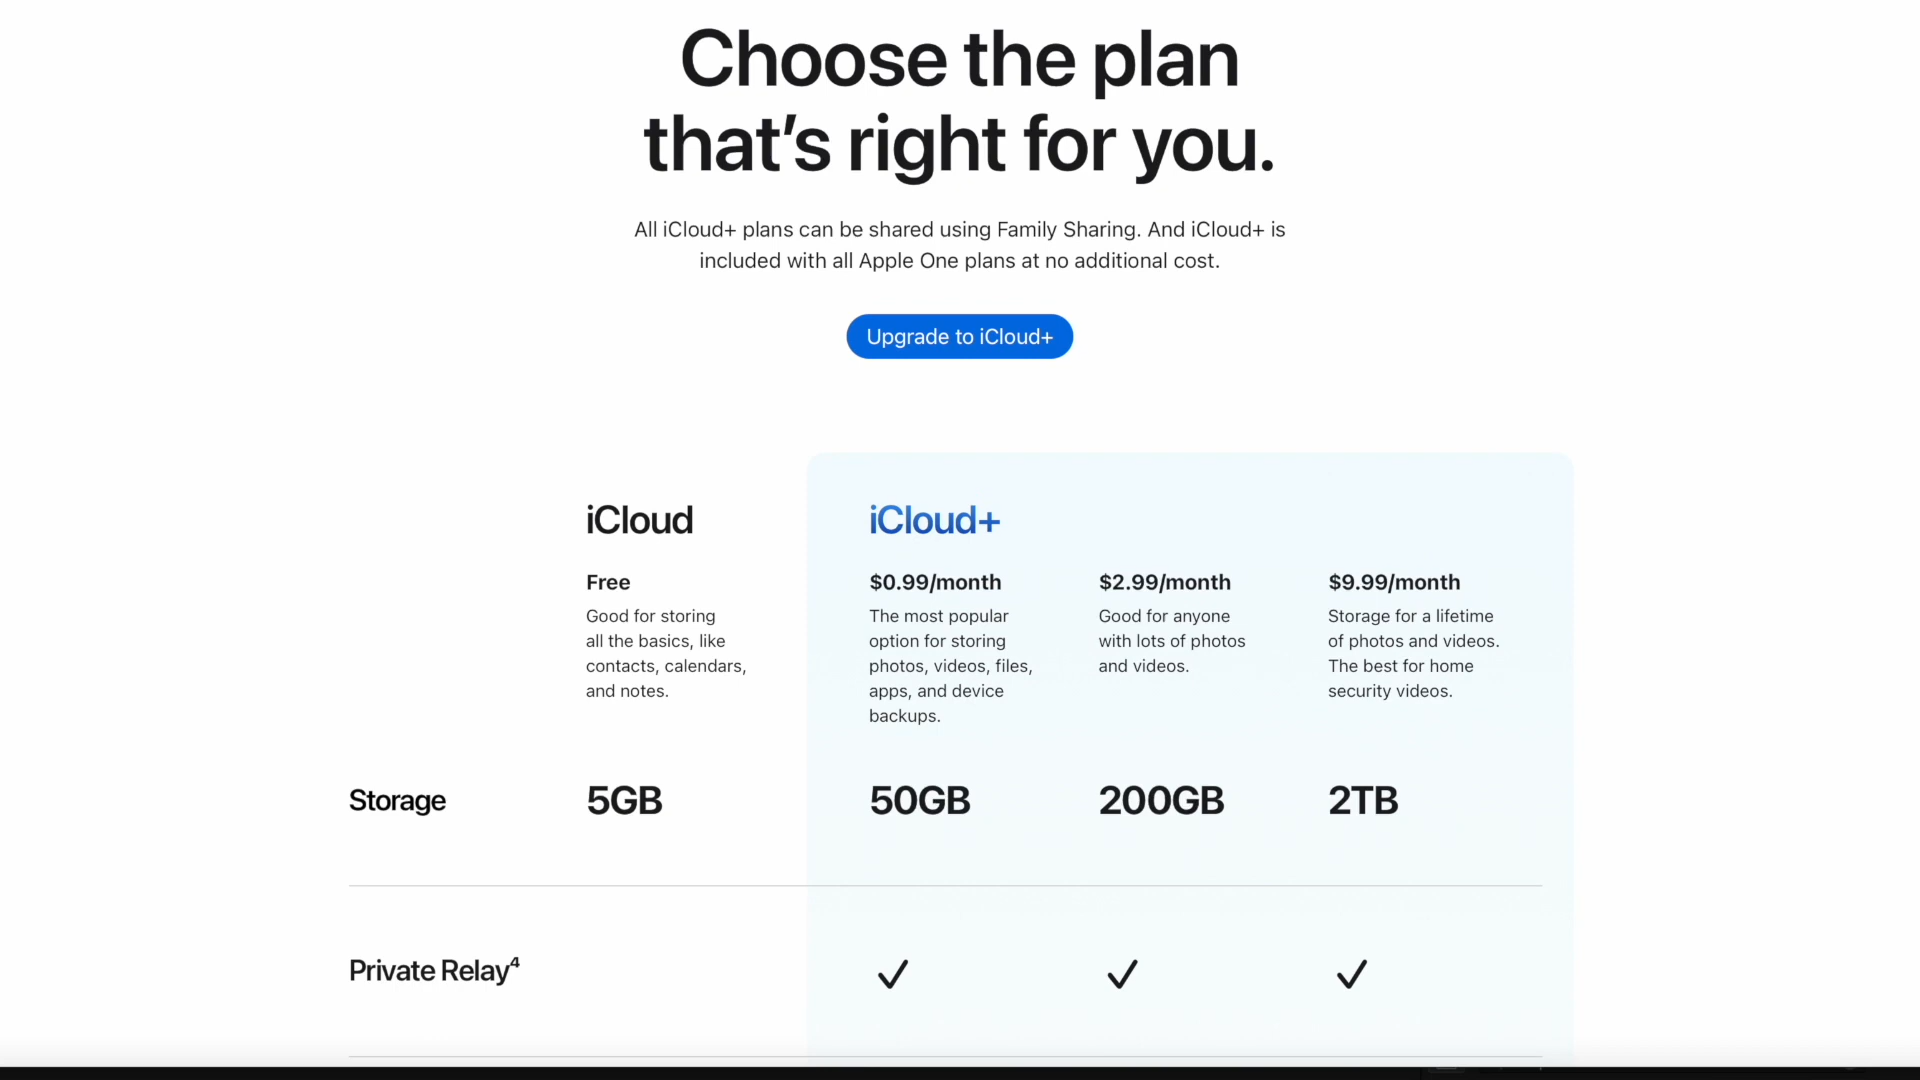 Choose the plan
that's right for you.
All iCloud+ plans can be shared using Family Sharing. And iCloud+ is
included with all Apple One plans at no additional cost.
Upgrade to iCloud+
iCloud
iCloud+
Free
Good for storing
all the basics, like
contacts, calendars,
and notes.
$0.99/month
The most popular
option for storing
photos, videos, files,
apps, and device
backups.
$2.99/month
Good for anyone
with lots of photos
and videos.
$9.99/month
Storage for a lifetime
of photos and videos.
The best for home
security videos.
Storage 5GB 50GB 200GB 2TB
Private Relay⁴